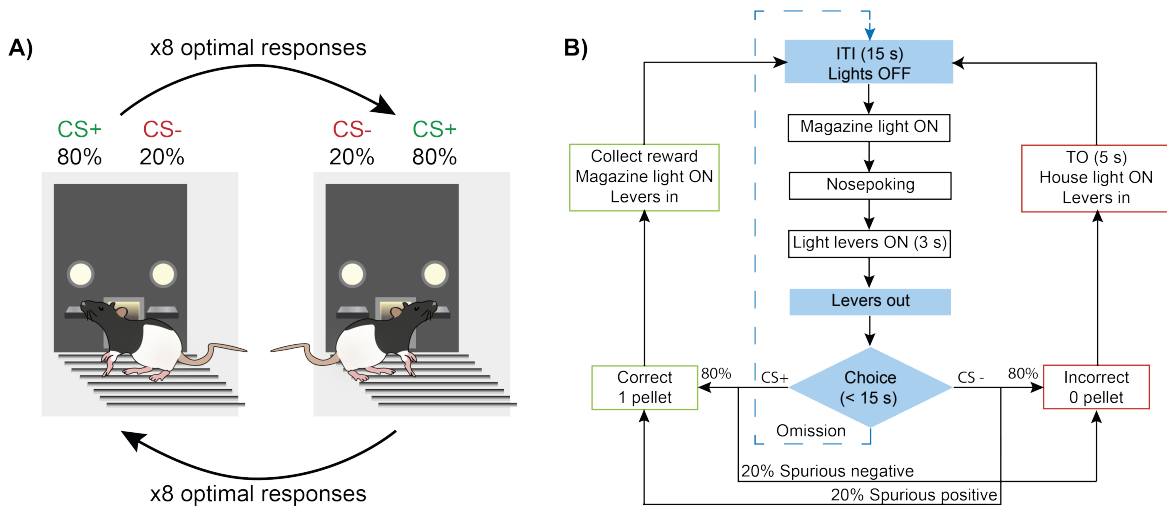 A)
x8 optimal responses
CS+ CS-
80% 20%
CS- CS+
20% 80%
x8 optimal responses
B)
ITI (15 s)
Lights OFF
Magazine light ON
Nosepoking
Light levers ON (3 s)
Levers out
Choice
(< 15 s)
CS+
CS -
80%
80%
Omission
Collect reward
Magazine light ON
Levers in
Correct
1 pellet
TO (5 s)
House light ON
Levers in
Incorrect
0 pellet
20% Spurious negative
20% Spurious positive